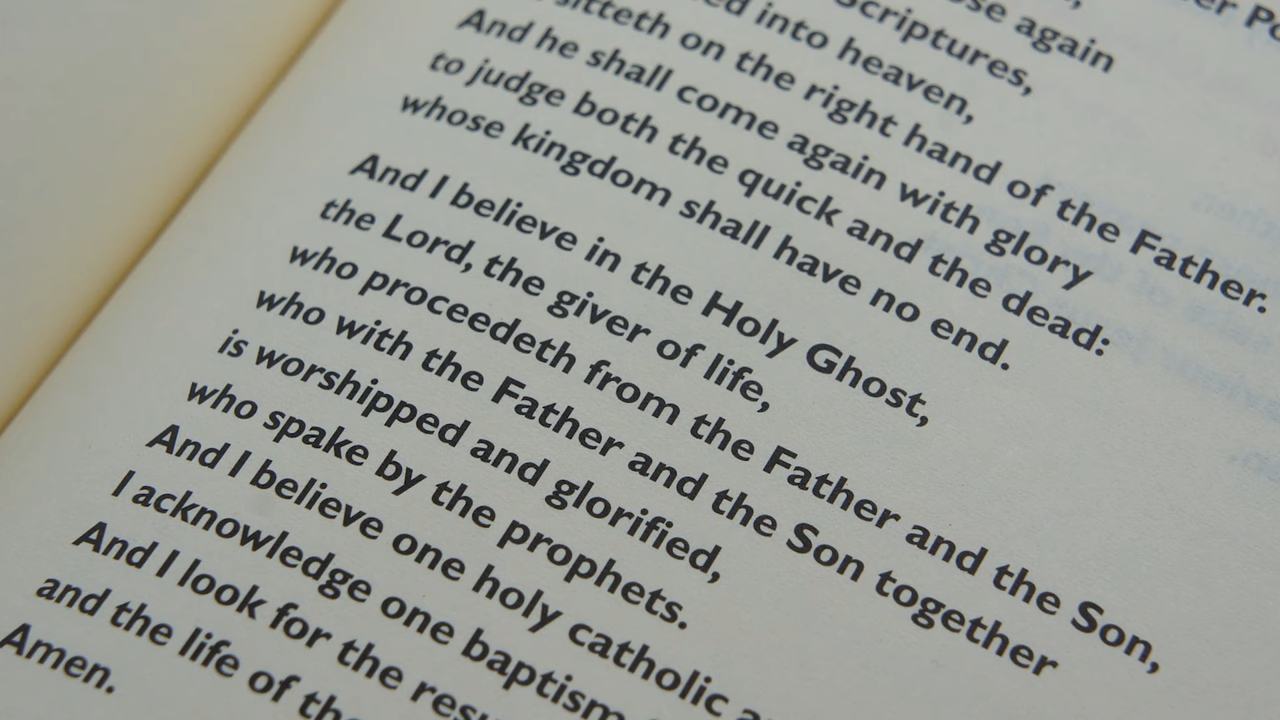 again
Scriptures,
into heaven,
sitteth on the right hand of the Father.
And he shall come again with glory
to judge both the quick and the dead:
whose kingdom shall have no end.
And I believe in the Holy Ghost,
the Lord, the giver of life,
who proceedeth from the Father and the Son,
who with the Father and the Son together
is worshipped and glorified,
who spake by the prophets.
And I believe one holy catholic
I acknowledge one baptism
And I look for the
and the life of
Amen.